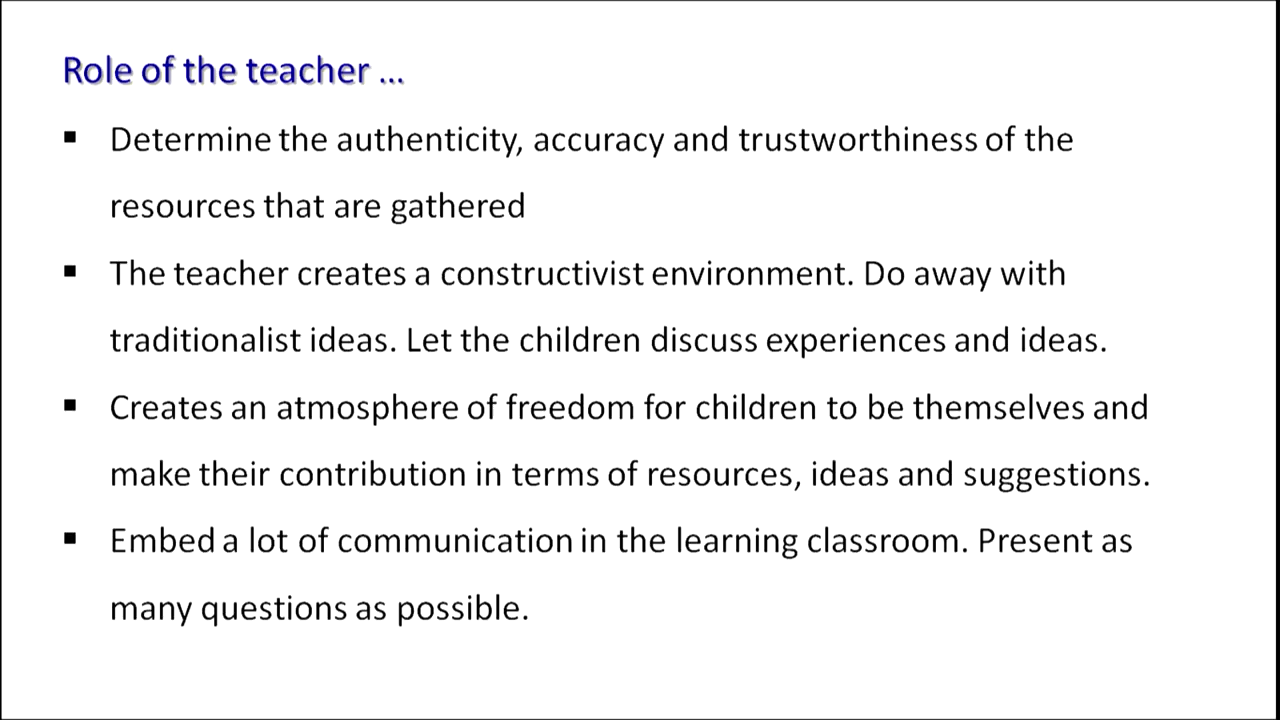 Role of the teacher ...
▪ Determine the authenticity, accuracy and trustworthiness of the
resources that are gathered
▪ The teacher creates a constructivist environment. Do away with
traditionalist ideas. Let the children discuss experiences and ideas.
▪ Creates an atmosphere of freedom for children to be themselves and
make their contribution in terms of resources, ideas and suggestions.
▪ Embed a lot of communication in the learning classroom. Present as
many questions as possible.